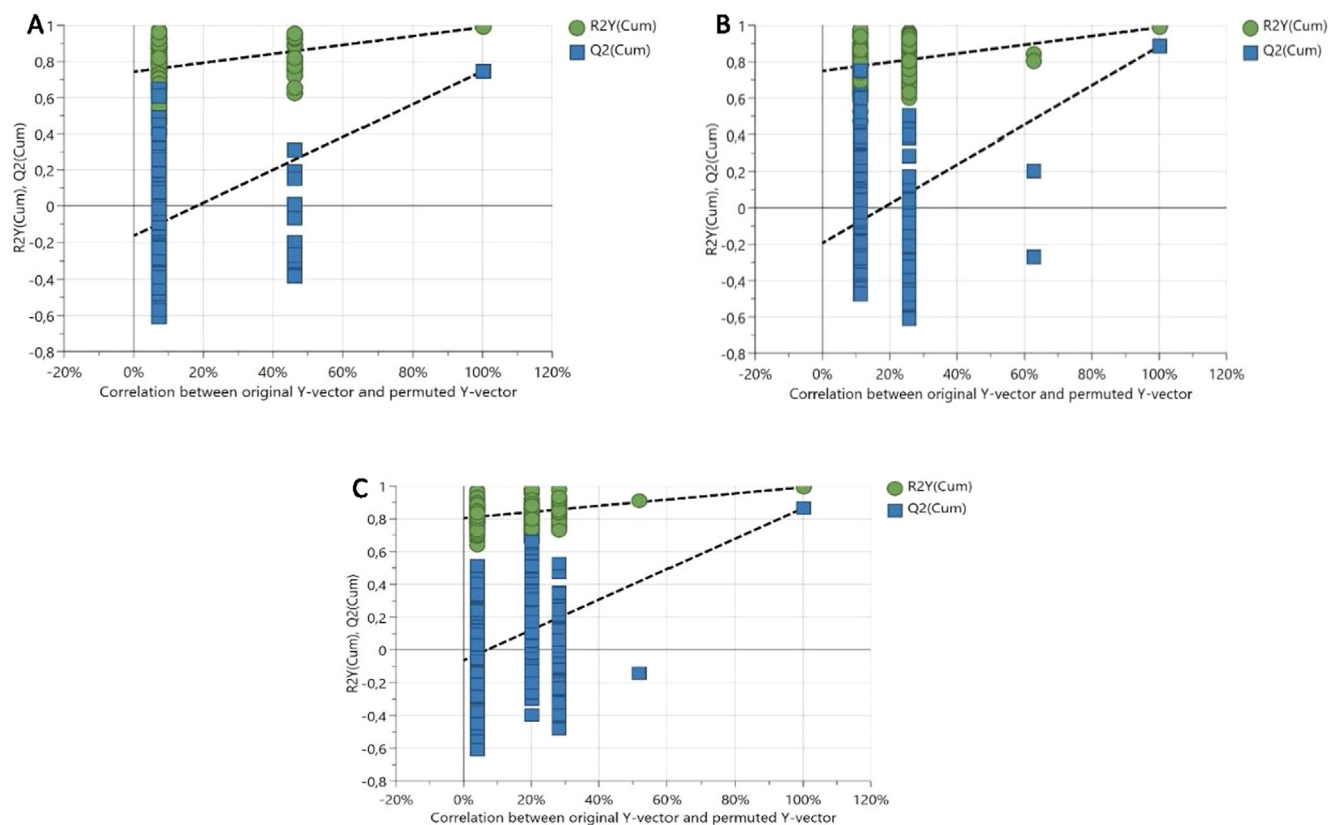 A
1
0,8
0,6
0,4
0,2
0
-0,2
-0,4
-0,6
-0,8
R2Y(Cum), Q2(Cum)
-20% 0% 20% 40% 60% 80% 100% 120%
Correlation between original Y-vector and permuted Y-vector
R2Y(Cum)
Q2(Cum)
B
1
0,8
0,6
0,4
0,2
0
-0,2
-0,4
-0,6
-0,8
R2Y(Cum), Q2(Cum)
-20% 0% 20% 40% 60% 80% 100% 120%
Correlation between original Y-vector and permuted Y-vector
R2Y(Cum)
Q2(Cum)
C
1
0,8
0,6
0,4
0,2
0
-0,2
-0,4
-0,6
-0,8
R2Y(Cum), Q2(Cum)
-20% 0% 20% 40% 60% 80% 100% 120%
Correlation between original Y-vector and permuted Y-vector
R2Y(Cum)
Q2(Cum)